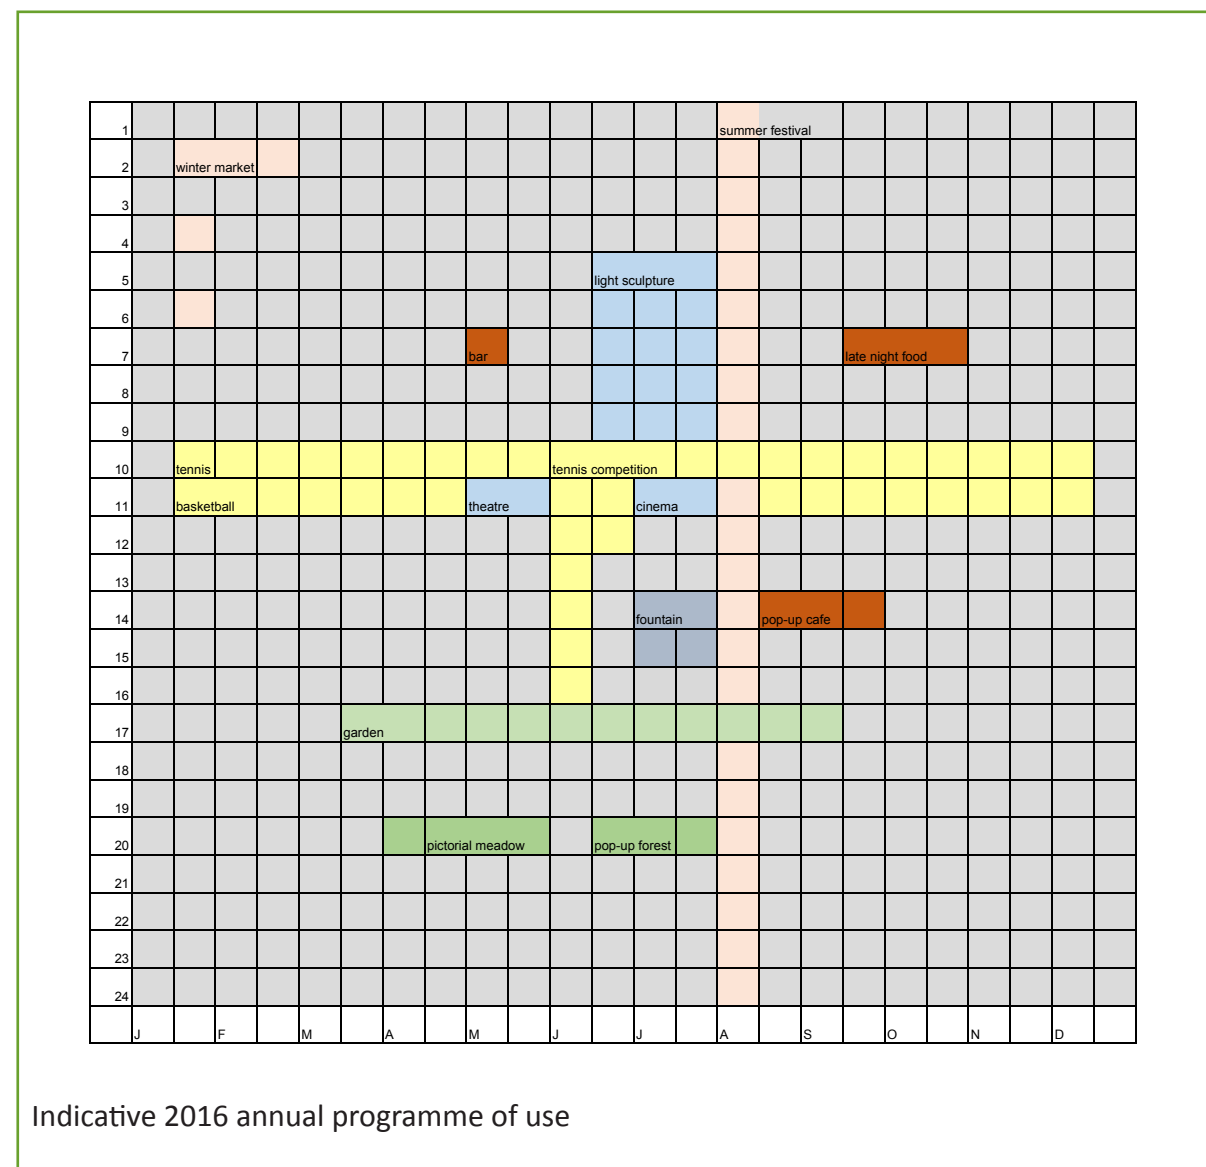 1 summer festival
2 winter market
3
4
5 light sculpture
6
7 bar late night food
8
9
10 tennis tennis competition
11 basketball theatre cinema
12
13
14 fountain pop-up cafe
15
16
17 garden
18
19
20 pictorial meadow pop-up forest
21
22
23
24
J F M A M J J A S O N D
Indicative 2016 annual programme of use